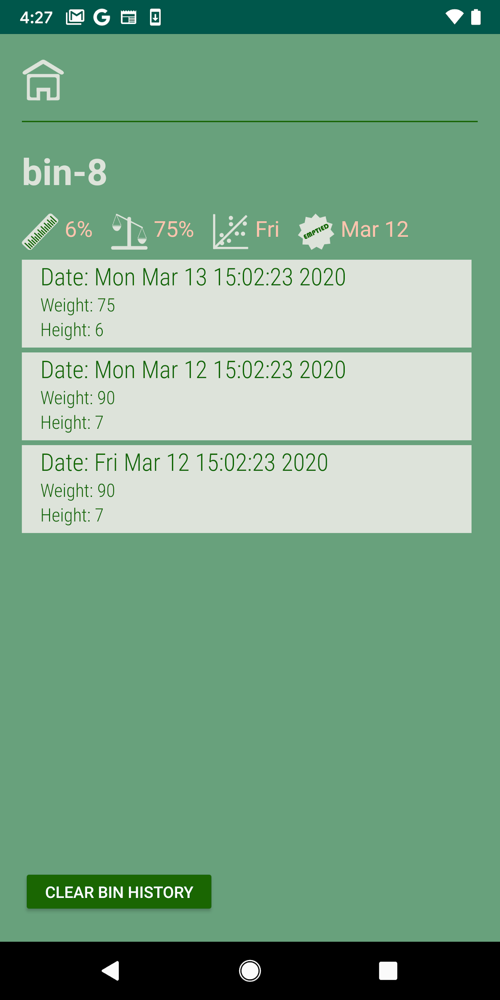 4:27
bin-8
6% 75% Fri EMPTIED Mar 12
Date: Mon Mar 13 15:02:23 2020
Weight: 75
Height: 6
Date: Mon Mar 12 15:02:23 2020
Weight: 90
Height: 7
Date: Fri Mar 12 15:02:23 2020
Weight: 90
Height: 7
CLEAR BIN HISTORY